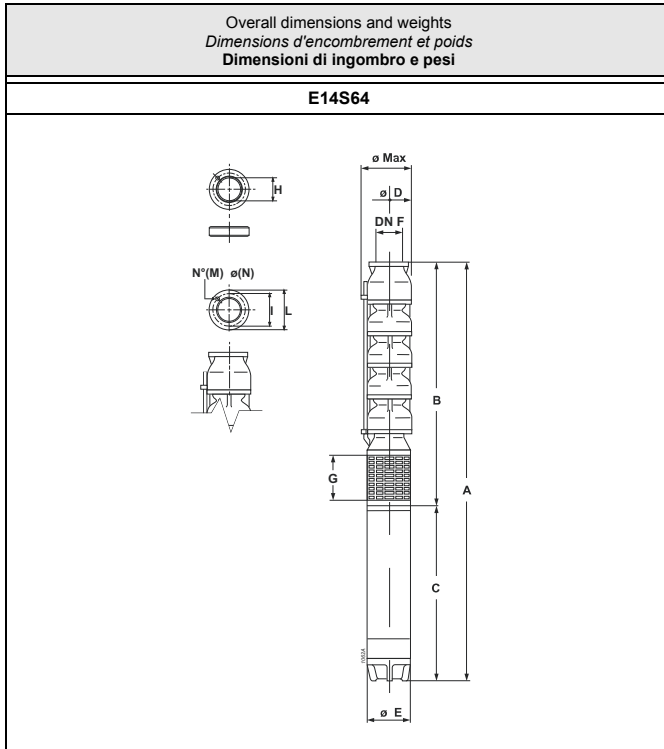 Overall dimensions and weights
Dimensions d'encombrement et poids
Dimensioni di ingombro e pesi
E14S64
ø Max
ø D
DN F
H
N°(M) ø(N)
I
L
B
A
G
C
ø E